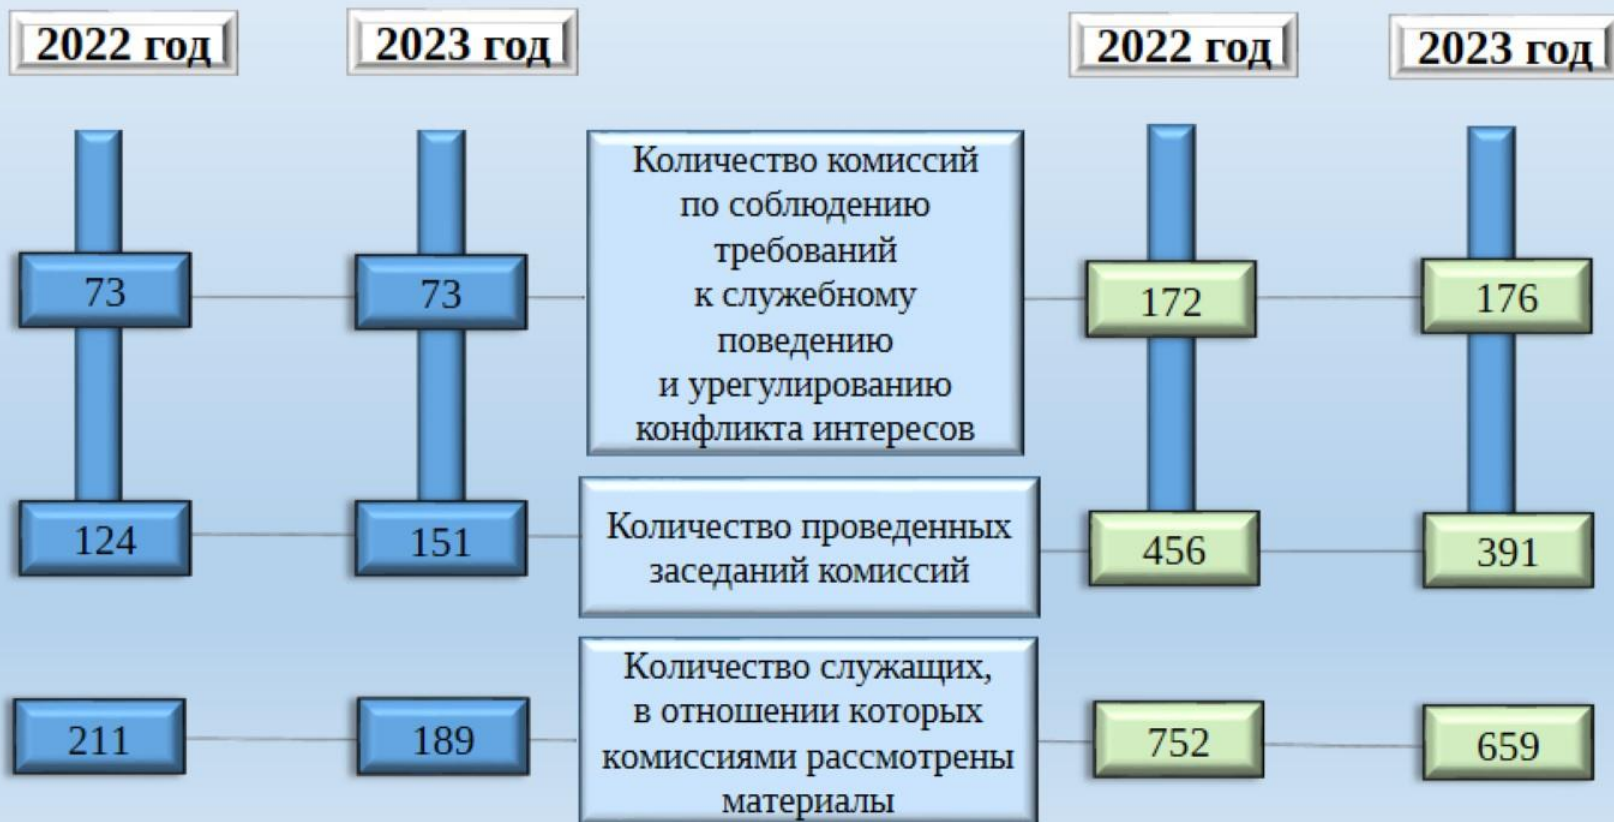 2022 год
2023 год
2022 год
2023 год
73
73
Количество комиссий
по соблюдению
требований
к служебному
поведению
и урегулированию
конфликта интересов
172
176
124
151
Количество проведенных
заседаний комиссий
456
391
211
189
Количество служащих,
в отношении которых
комиссиями рассмотрены
материалы
752
659